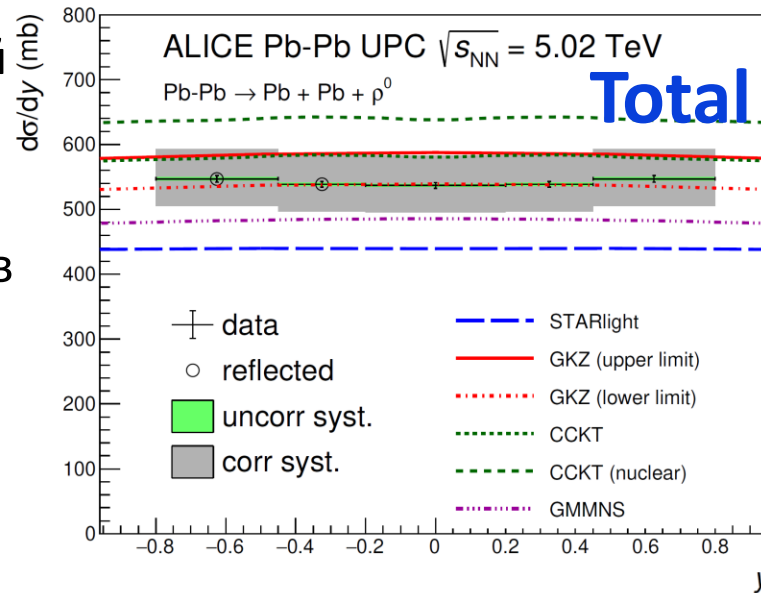 й
в
dσ/dy (mb)
800
700
600
500
400
300
200
100
0
ALICE Pb-Pb UPC √sNN = 5.02 TeV
Pb-Pb → Pb + Pb + ρ⁰
Total
data
reflected
uncorr syst.
corr syst.
STARlight
GKZ (upper limit)
GKZ (lower limit)
CCKT
CCKT (nuclear)
GMMNS
−0.8 −0.6 −0.4 −0.2 0 0.2 0.4 0.6 0.8